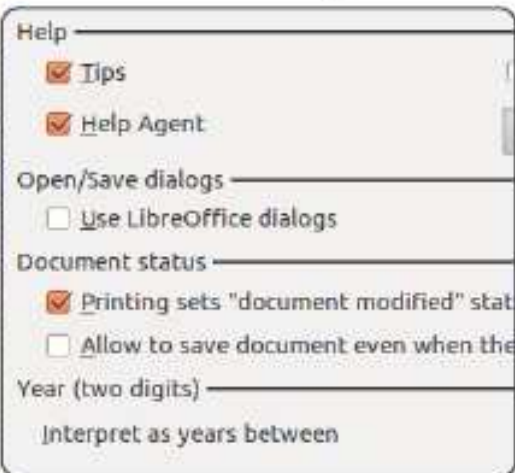 Help
Tips
Help Agent
Open/Save dialogs
Use LibreOffice dialogs
Document status
Printing sets "document modified" stat
Allow to save document even when the
Year (two digits)
Interpret as years between